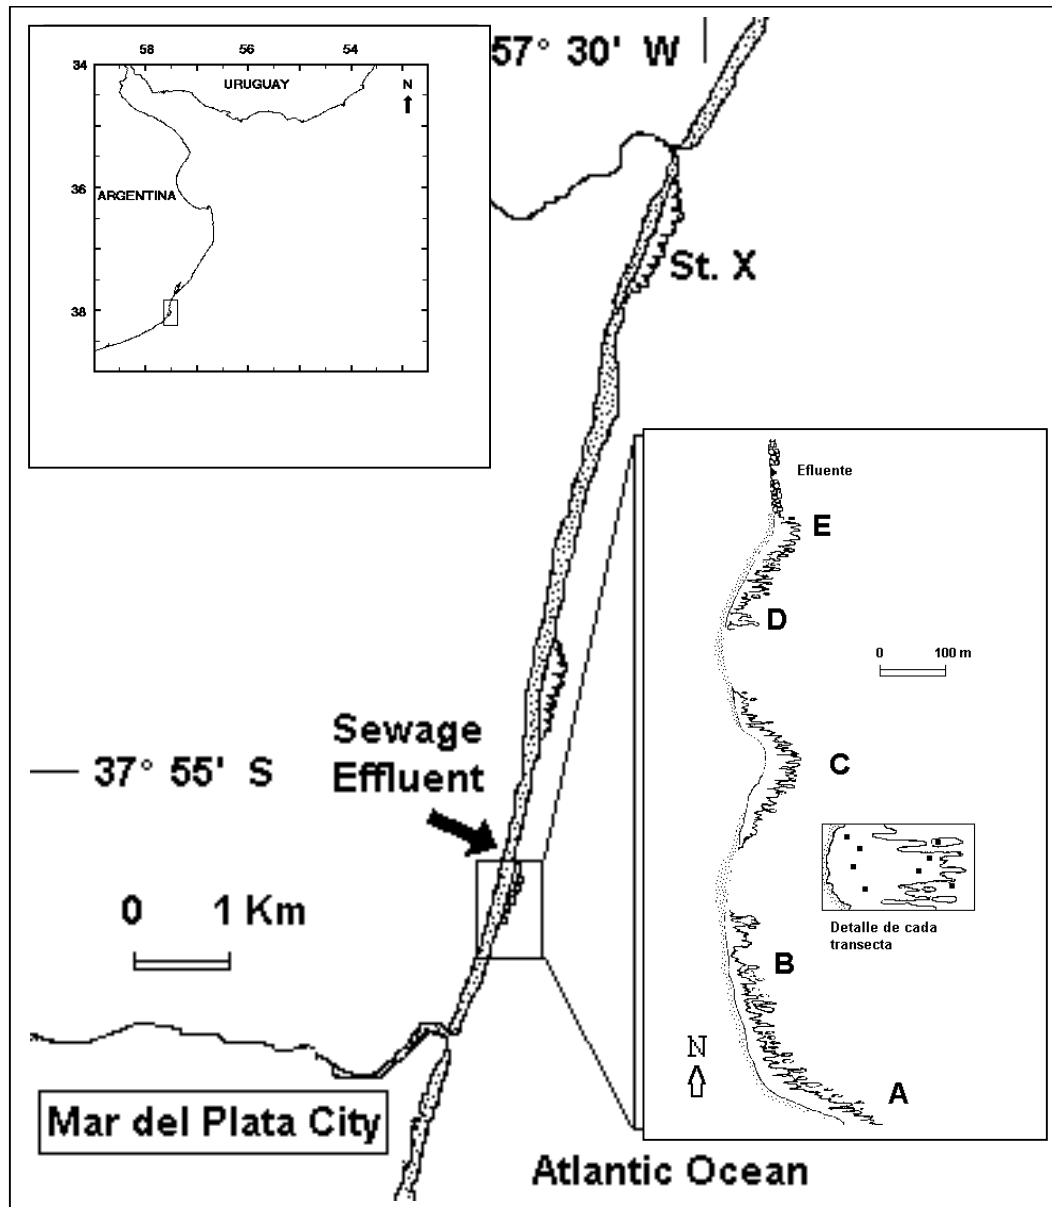 58 56 54
34
URUGUAY
N
36
ARGENTINA
38
57° 30' W
St. X
Sewage
Effluent
37° 55' S
0 1 Km
Mar del Plata City
Atlantic Ocean
Efluente
E
D
0 100 m
C
Detalle de cada
transecta
B
N
A